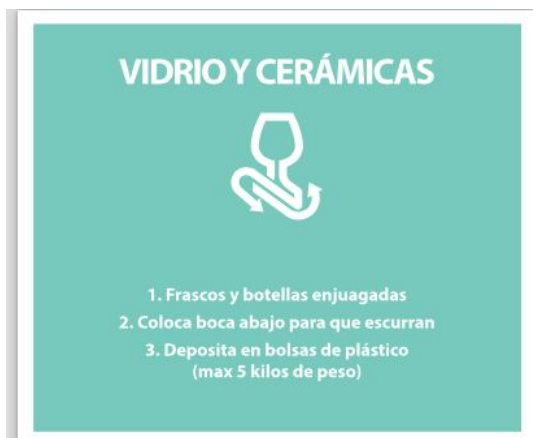 VIDRIO Y CERÁMICAS
1. Frascos y botellas enjuagadas
2. Coloca boca abajo para que escurran
3. Deposita en bolsas de plástico
(max 5 kilos de peso)